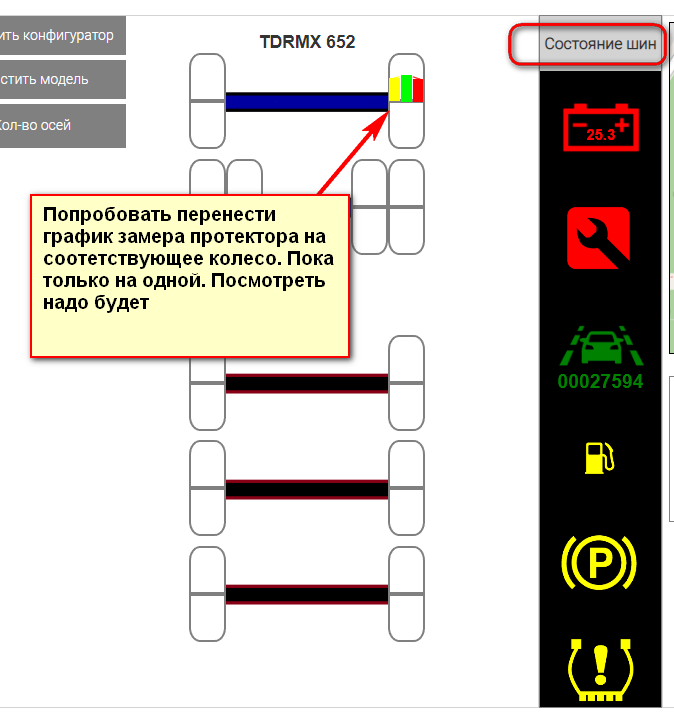 ить конфигуратор
TDRMX 652
Состояние шин
стить модель
Кол-во осей
-25.3+
Попробовать перенести
график замера протектора на
соотетствующее колесо. Пока
только на одной. Посмотреть
надо будет
00027594
P
!